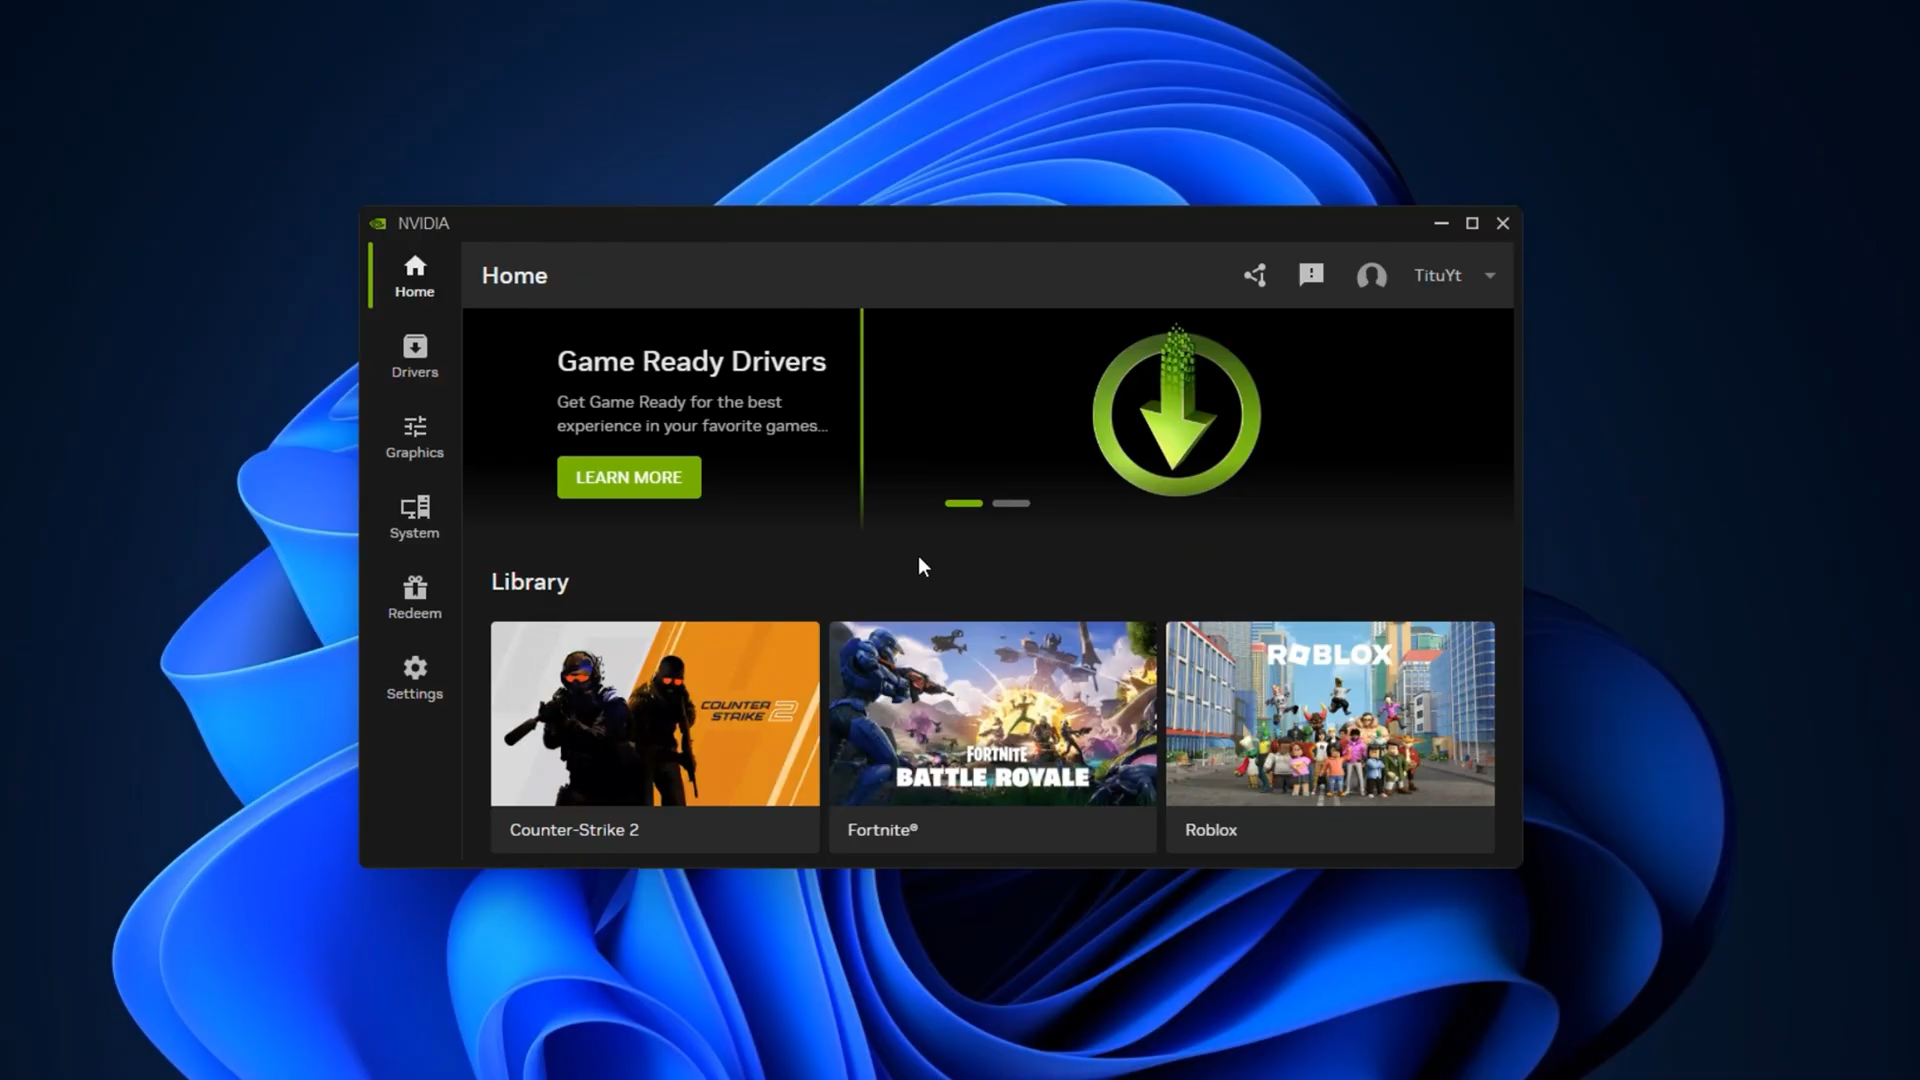 NVIDIA
Home
Home
TituYt
Drivers
Graphics
System
Redeem
Settings
Game Ready Drivers
Get Game Ready for the best
experience in your favorite games...
LEARN MORE
Library
COUNTER
STRIKE 2
FORTNITE
BATTLE ROYALE
ROBLOX
Counter-Strike 2
Fortnite®
Roblox